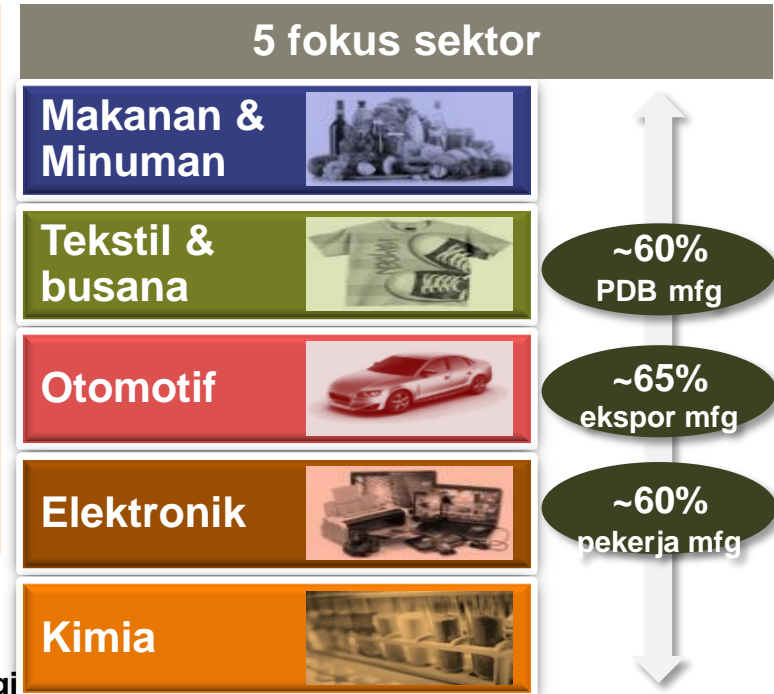 5 fokus sektor
Makanan &
Minuman
Tekstil &
busana
~60%
PDB mfg
Otomotif
~65%
ekspor mfg
Elektronik
~60%
pekerja mfg
Kimia